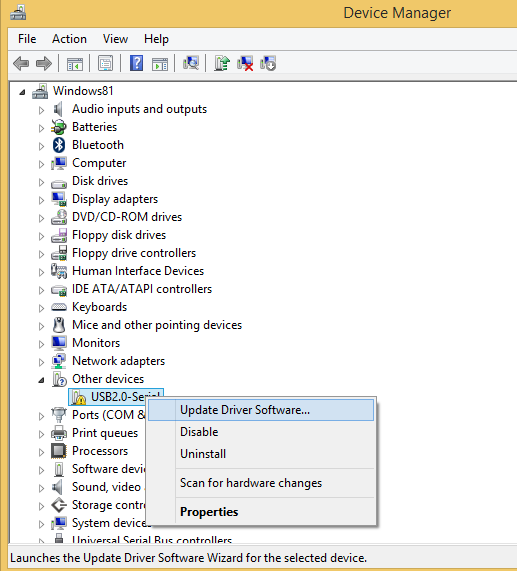 Device Manager
File Action View Help
Windows81
Audio inputs and outputs
Batteries
Bluetooth
Computer
Disk drives
Display adapters
DVD/CD-ROM drives
Floppy disk drives
Floppy drive controllers
Human Interface Devices
IDE ATA/ATAPI controllers
Keyboards
Mice and other pointing devices
Monitors
Network adapters
Other devices
USB2.0-Serial
Update Driver Software...
Ports (COM &
Disable
Print queues
Uninstall
Processors
Software devi
Scan for hardware changes
Sound, video
Storage contro
Properties
System devices
Universal Serial Bus controllers
Launches the Update Driver Software Wizard for the selected device.